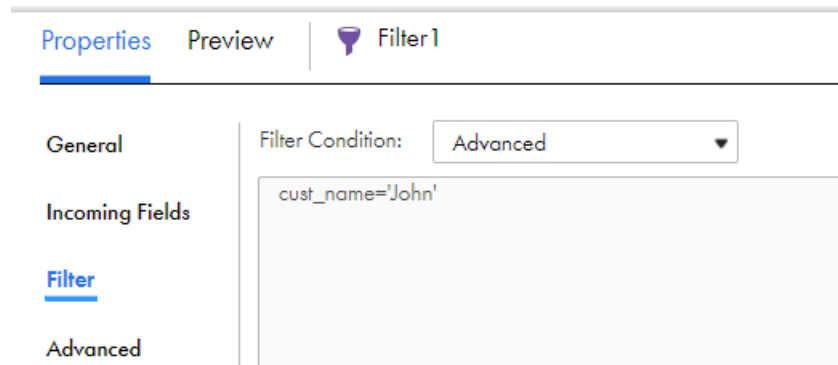 Properties Preview Filter1
General
Filter Condition: Advanced
cust_name='John'
Incoming Fields
Filter
Advanced